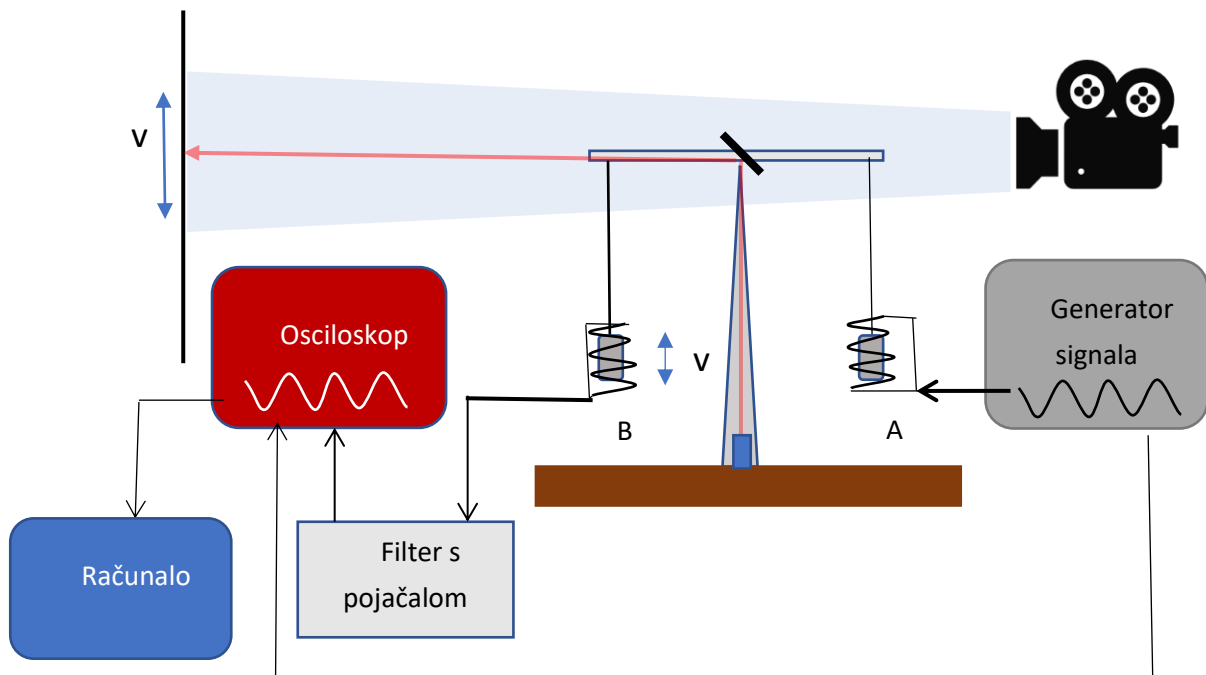 v
Osciloskop
v
B
A
Generator
signala
Računalo
Filter s
pojačalom